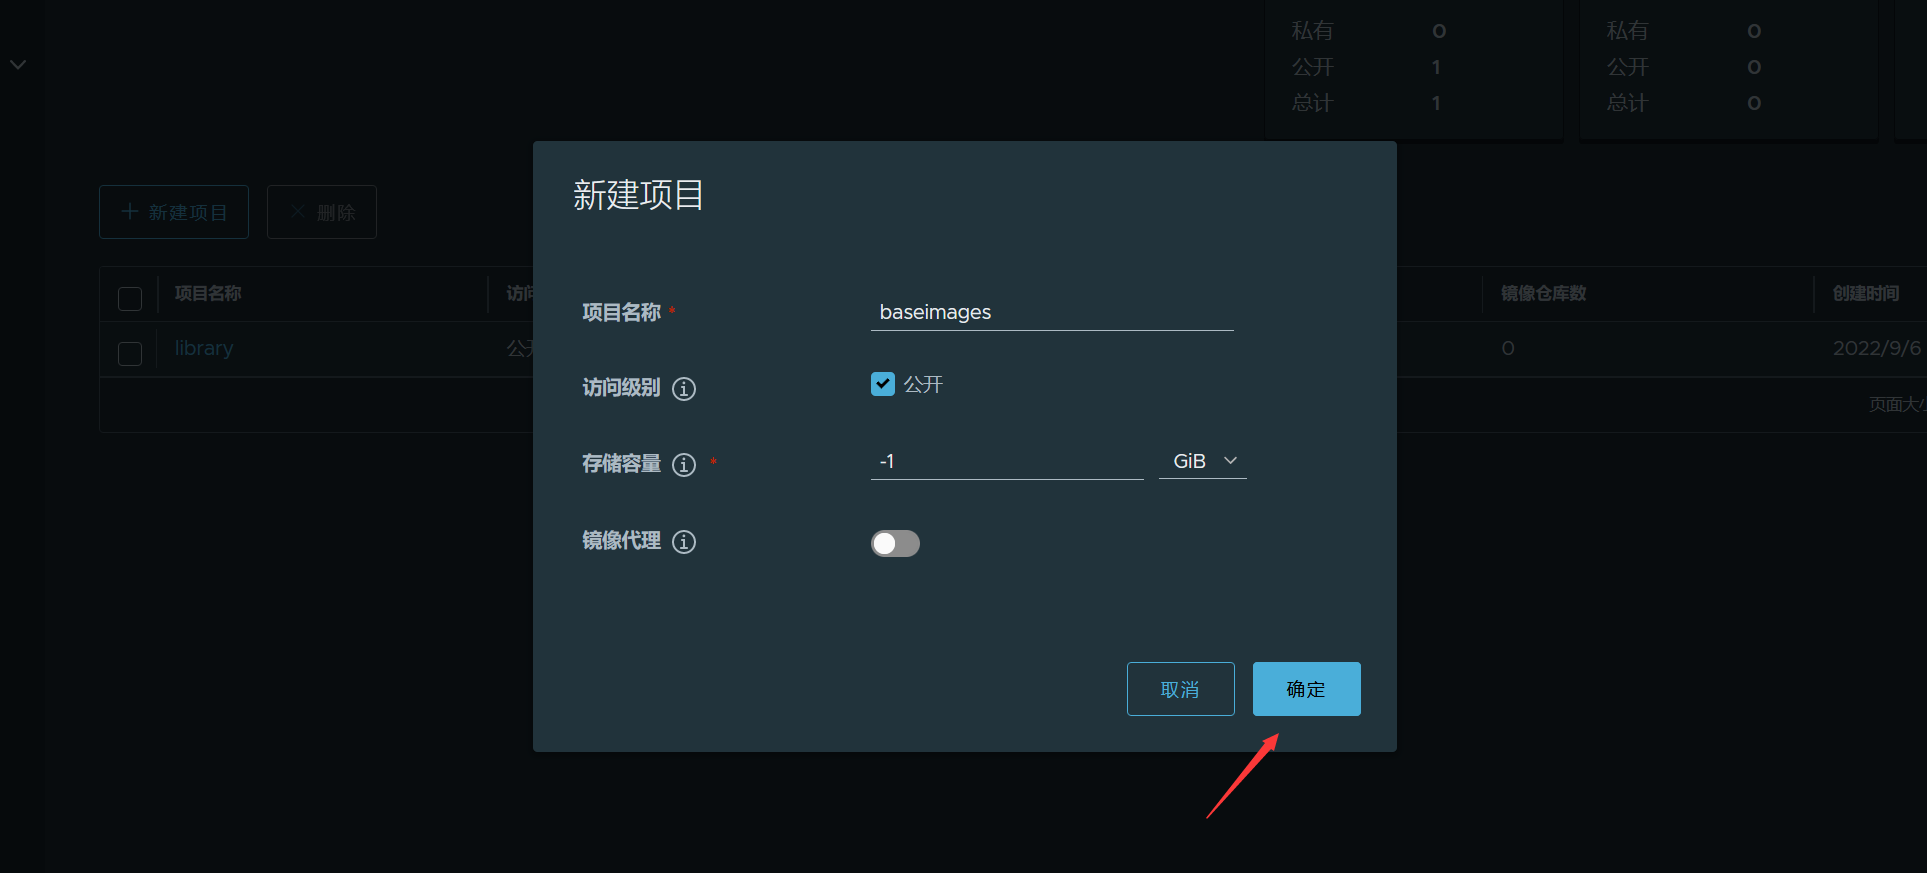 私有 0 私有 0
公开 1 公开 0
总计 1 总计 0
新建项目
新建项目 删除
项目名称 访问 镜像仓库数 创建时间
项目名称 * baseimages
library 公开 0 2022/9/6
访问级别 公开
页面大小
存储容量 * -1 GiB
镜像代理
取消 确定